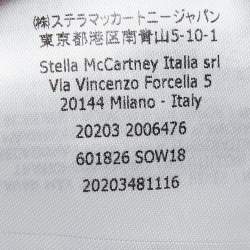 ㈱ステラマッカートニージャパン
東京都港区南青山5-10-1
Stella McCartney Italia srl
Via Vincenzo Forcella 5
20144 Milano - Italy
20203 2006476
601826 SOW18
20203481116